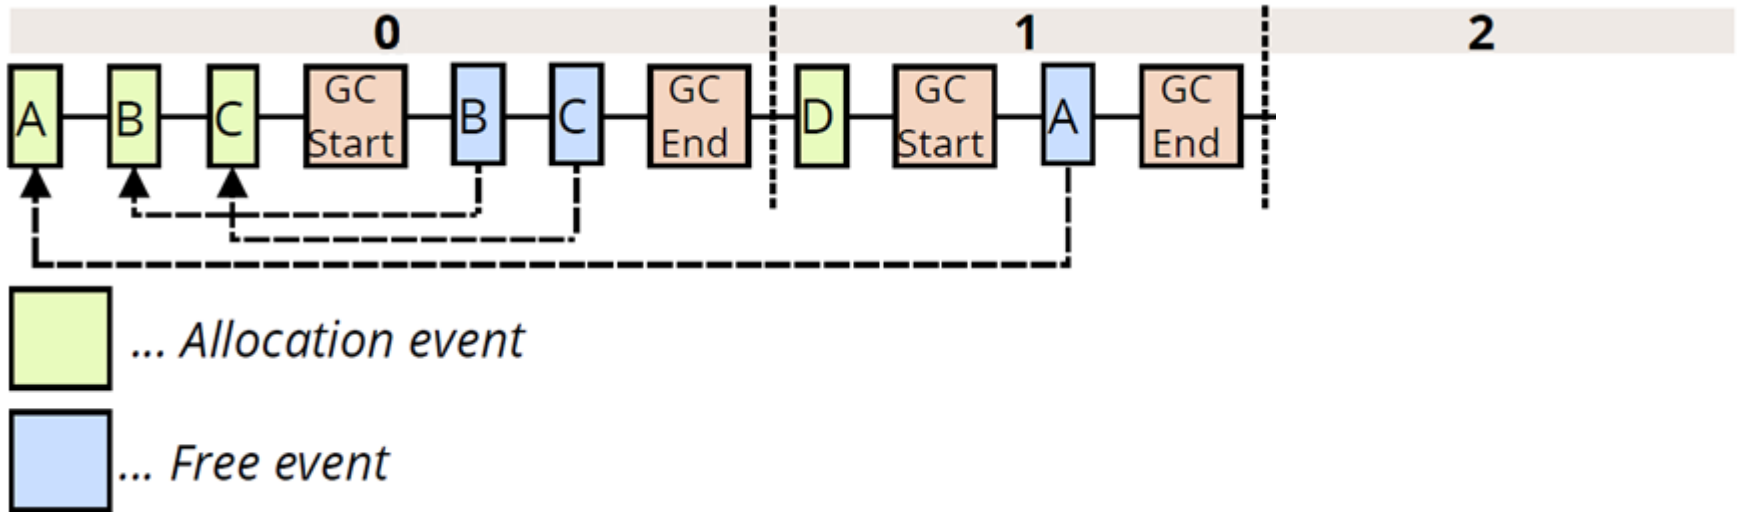 0 1 2
A B C GC Start B C GC End D GC Start A GC End
... Allocation event
... Free event